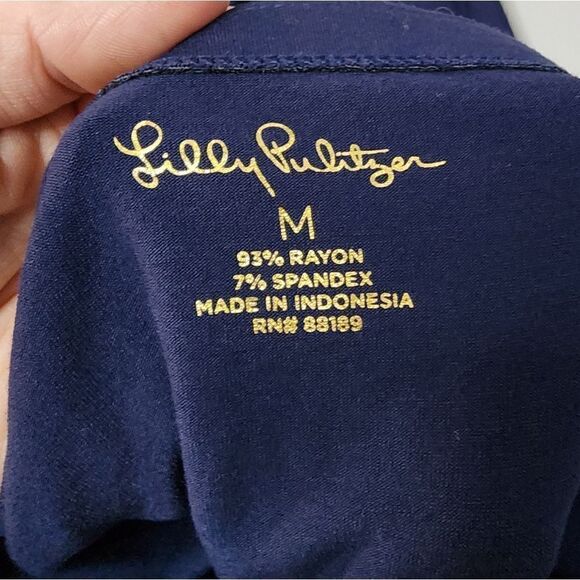 Lilly Pulitzer
M
93% RAYON
7% SPANDEX
MADE IN INDONESIA
RN# 88189